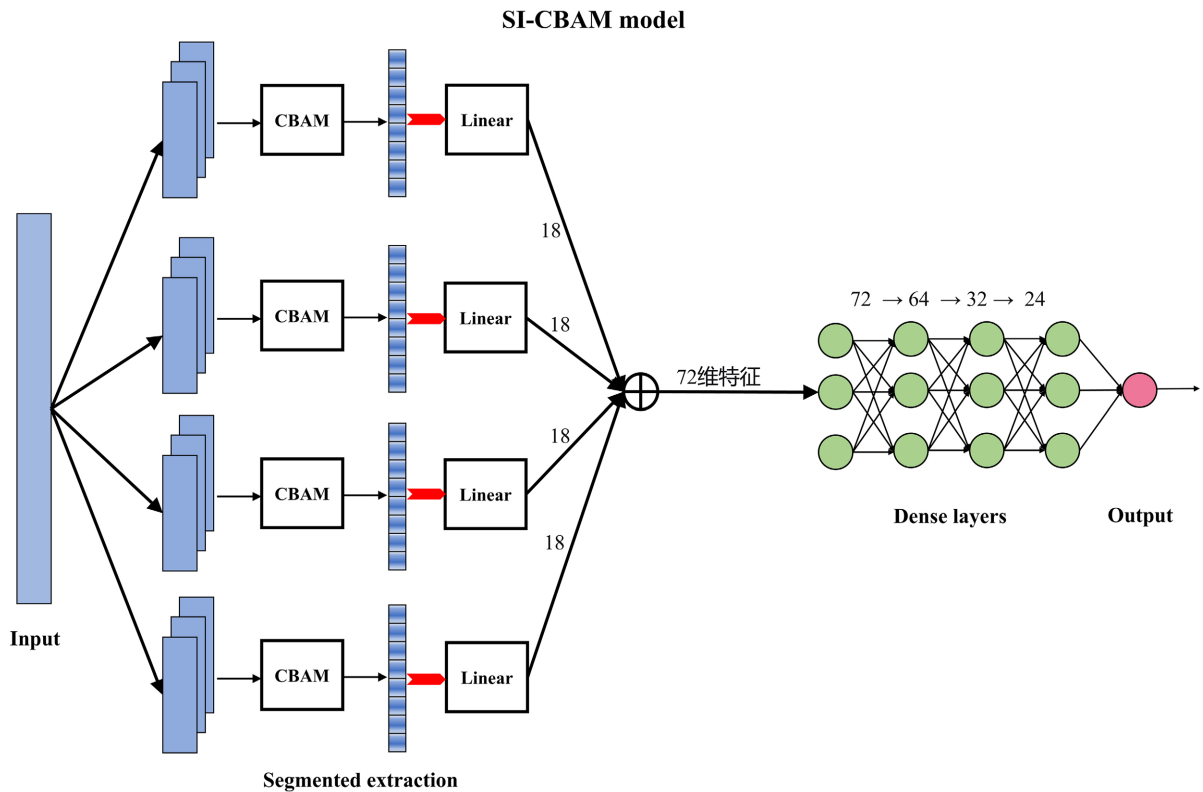 SI-CBAM model
CBAM
Linear
18
CBAM
Linear
18
72 → 64 → 32 → 24
72维特征
CBAM
Linear
18
Dense layers
Output
CBAM
Linear
18
Input
Segmented extraction